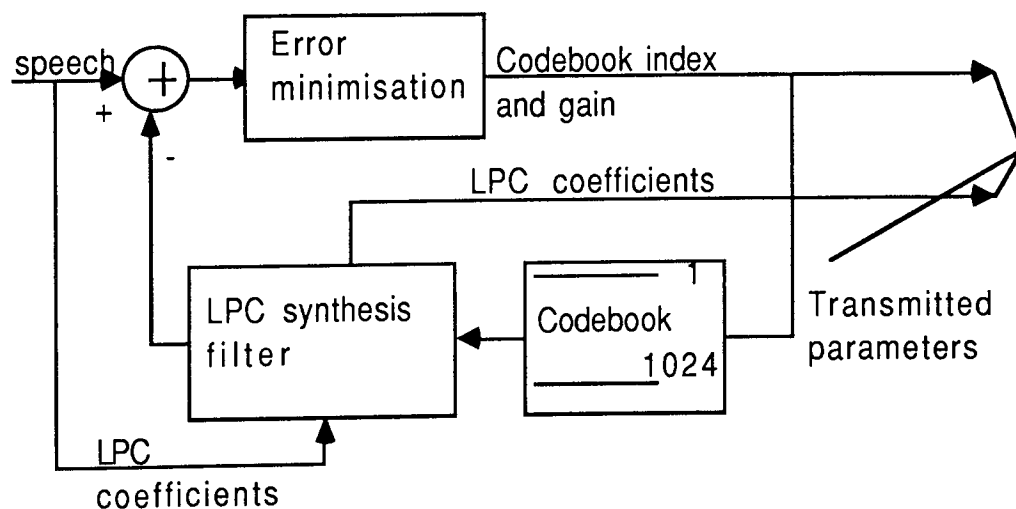 speech
+
+
-
Error
minimisation
Codebook index
and gain
LPC coefficients
LPC synthesis
filter
1
Codebook
1024
Transmitted
parameters
LPC
coefficients